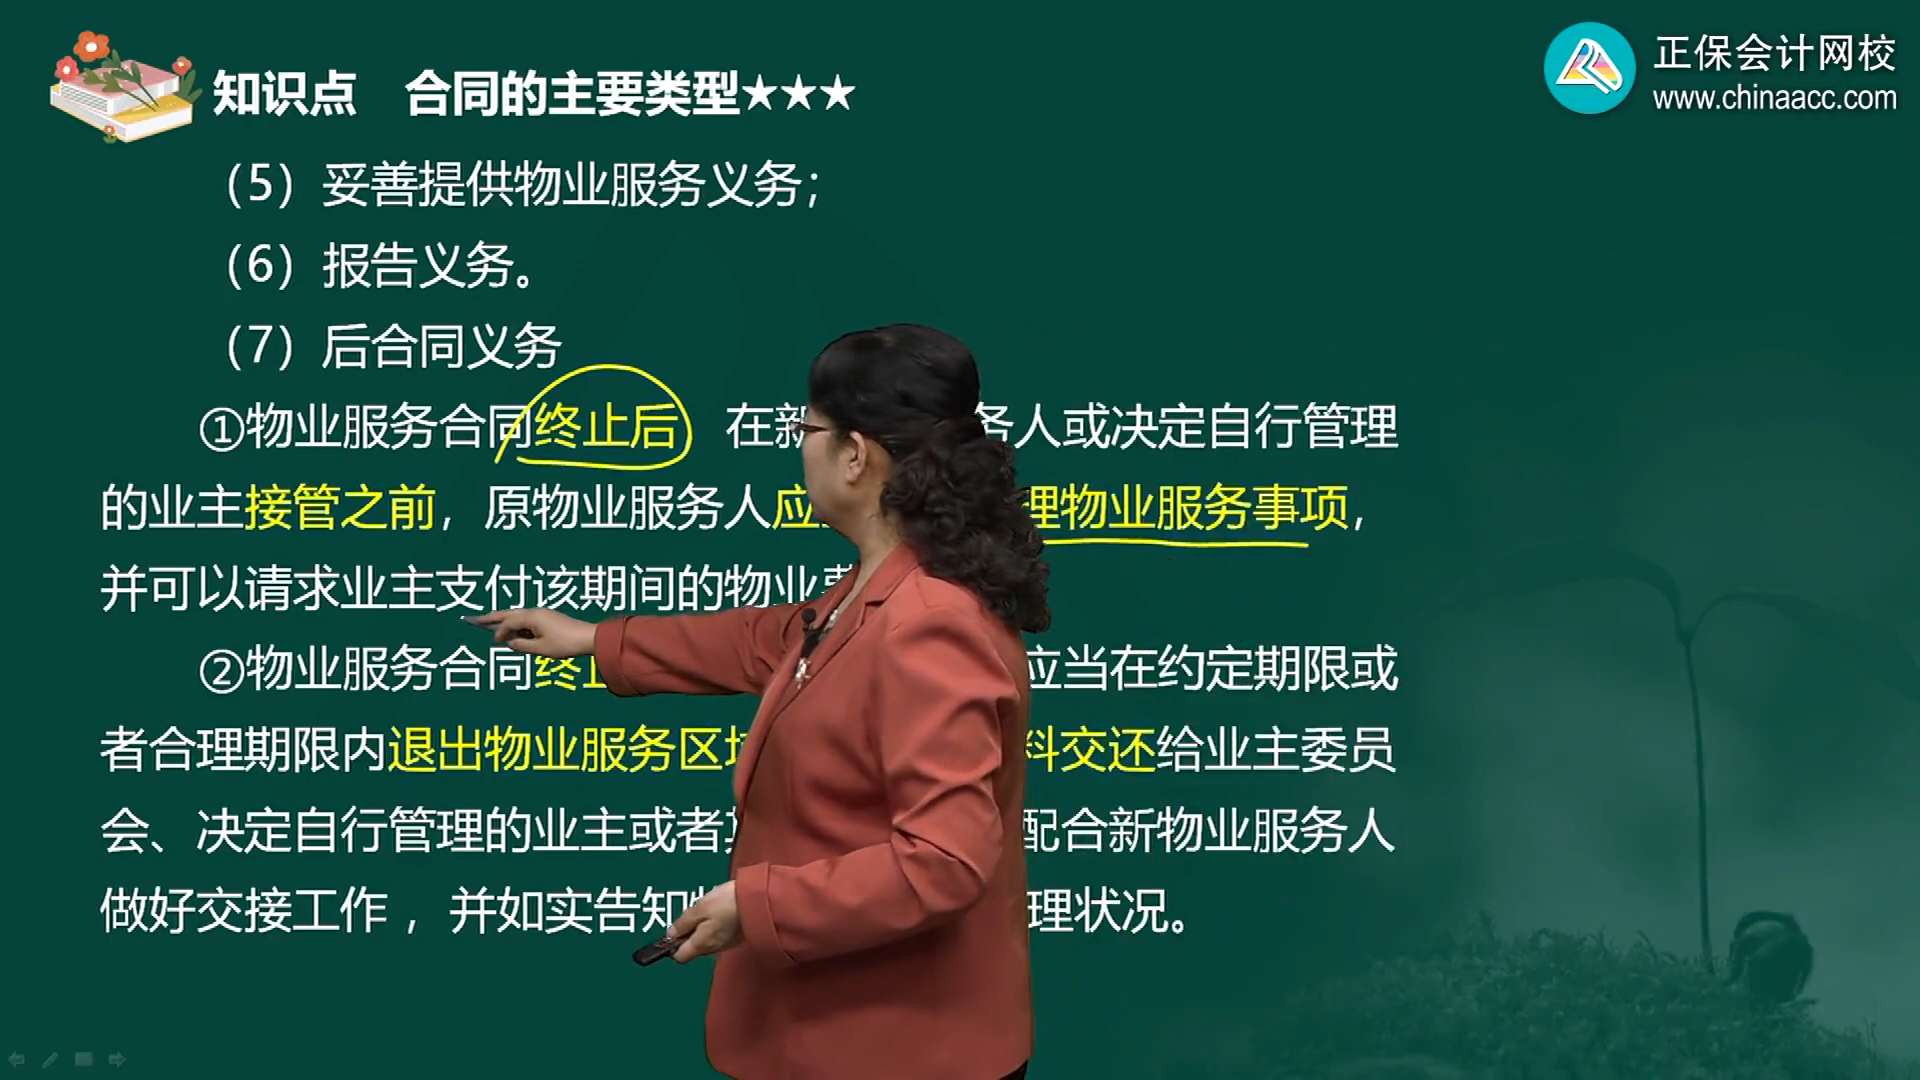 知识点 合同的主要类型★★★
正保会计网校
www.chinaacc.com
（5）妥善提供物业服务义务；
（6）报告义务。
（7）后合同义务
①物业服务合同终止后 在新 务人或决定自行管理
的业主接管之前，原物业服务人应 理物业服务事项，
并可以请求业主支付该期间的物业
②物业服务合同终止 应当在约定期限或
者合理期限内退出物业服务区 料交还给业主委员
会、决定自行管理的业主或者 配合新物业服务人
做好交接工作，并如实告知 理状况。